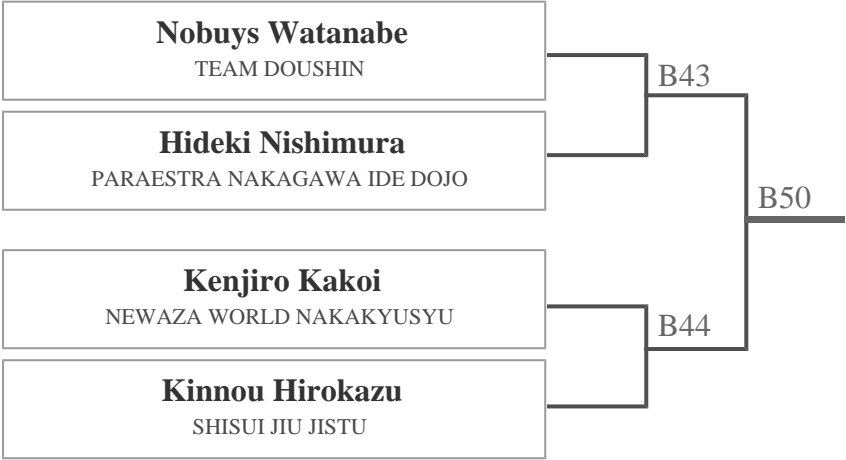 Nobuys Watanabe
TEAM DOUSHIN
B43
Hideki Nishimura
PARAESTRA NAKAGAWA IDE DOJO
B50
Kenjiro Kakoi
NEWAZA WORLD NAKAKYUSYU
B44
Kinnou Hirokazu
SHISUI JIU JISTU